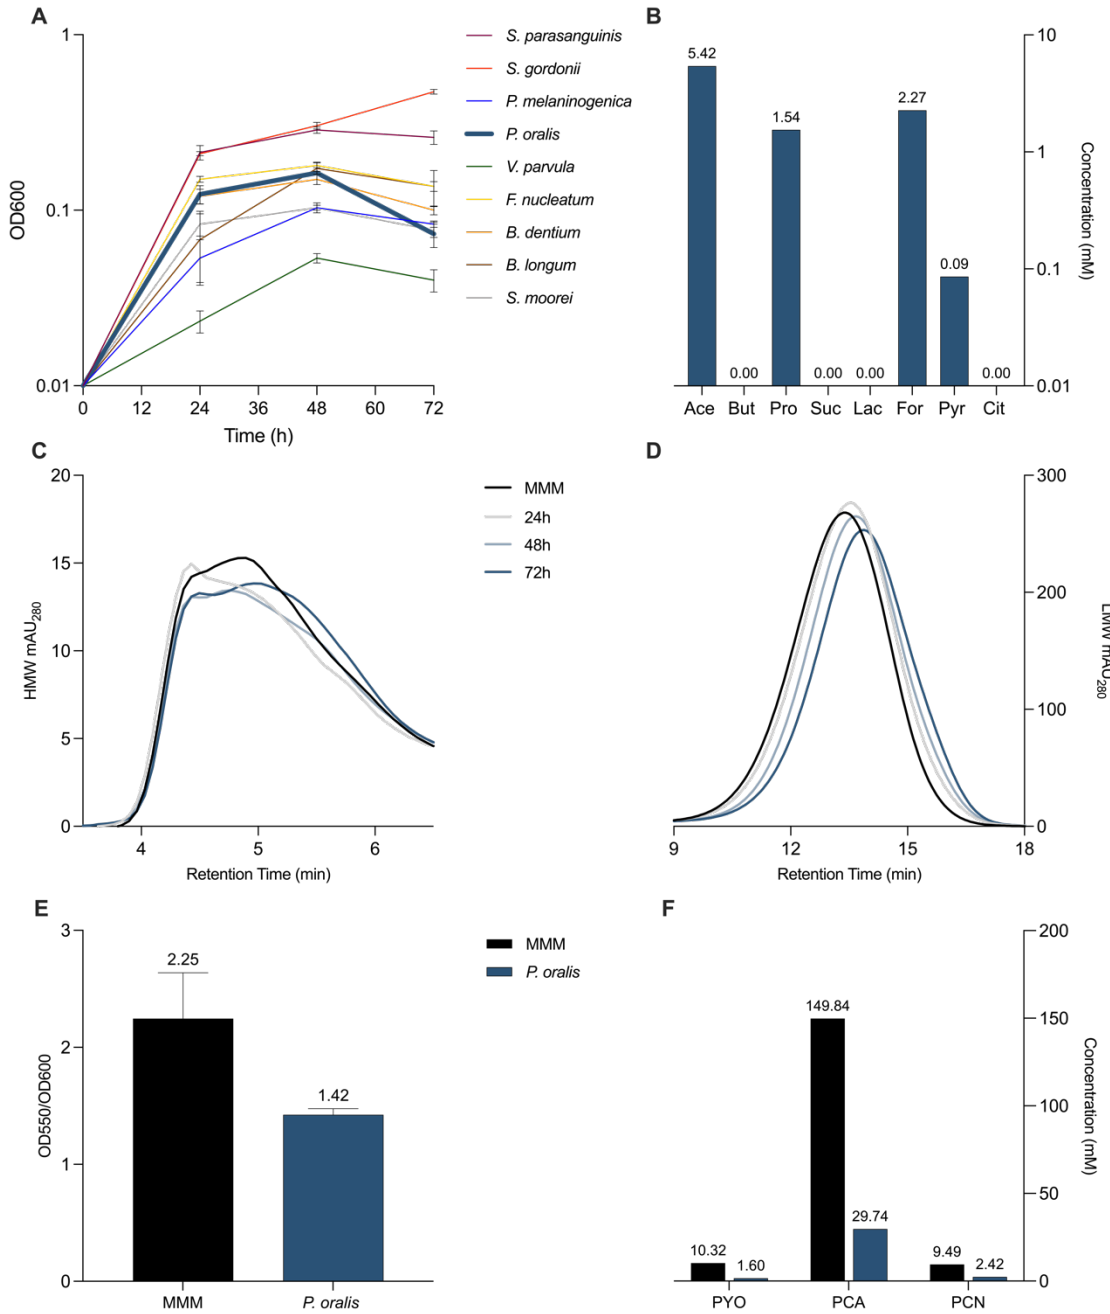 A
1
0.1
0.01
OD600
0
12
24
36
48
60
72
Time (h)
S. parasanguinis
S. gordonii
P. melaninogenica
P. oralis
V. parvula
F. nucleatum
B. dentium
B. longum
S. moorei
B
5.42
0.00
1.54
0.00
0.00
2.27
0.09
0.00
10
1
0.1
0.01
Concentration (mM)
Ace
But
Pro
Suc
Lac
For
Pyr
Cit
C
20
15
10
5
0
HMW mAU280
4
5
6
Retention Time (min)
MMM
24h
48h
72h
D
300
200
100
0
LMW mAU280
9
12
15
18
Retention Time (min)
E
3
2
1
0
OD550/OD600
2.25
1.42
MMM
P. oralis
MMM
P. oralis
F
200
150
100
50
0
Concentration (mM)
10.32
1.60
149.84
29.74
9.49
2.42
PYO
PCA
PCN